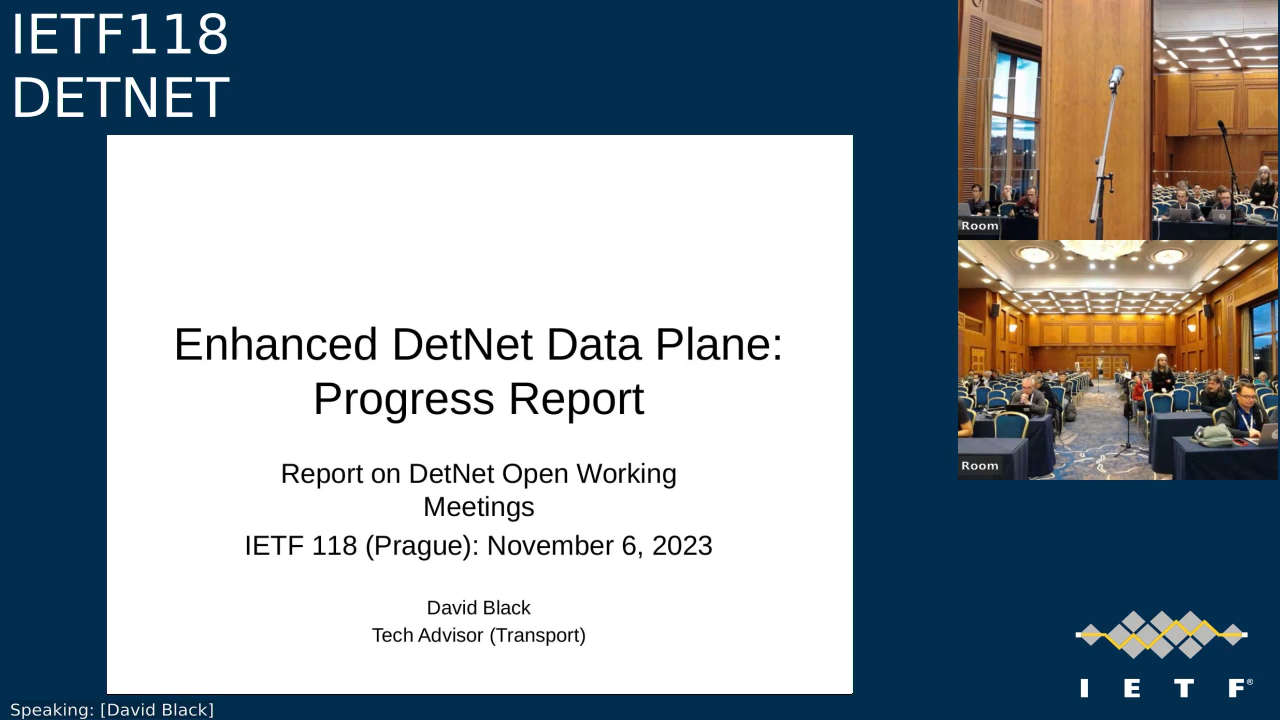 IETF118
DETNET
Enhanced DetNet Data Plane:
Progress Report
Report on DetNet Open Working
Meetings
IETF 118 (Prague): November 6, 2023
David Black
Tech Advisor (Transport)
Room
Room
I E T F®
Speaking: [David Black]